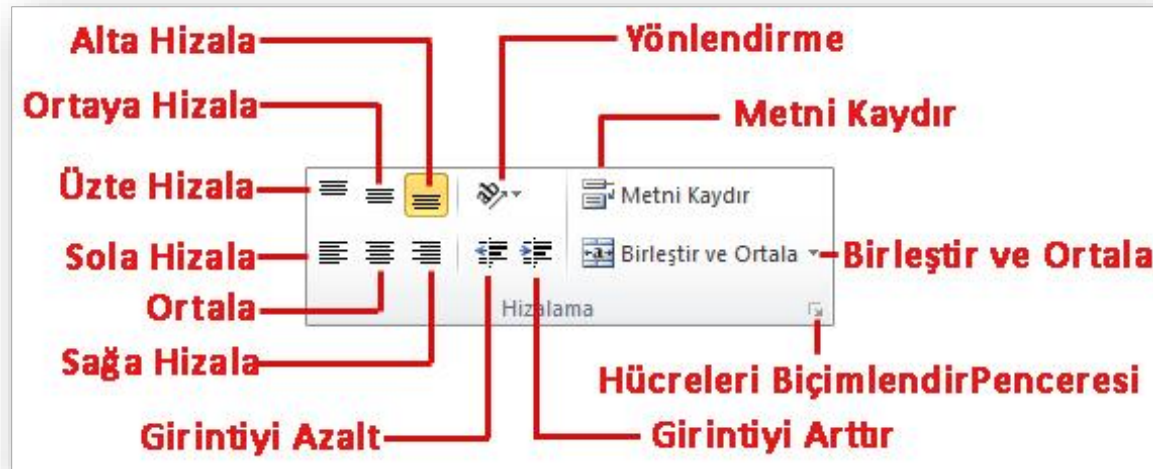 Alta Hizala
Yönlendirme
Ortaya Hizala
Metni Kaydır
Üzte Hizala
Metni Kaydır
Sola Hizala
Birleştir ve Ortala
Birleştir ve Ortala
Ortala
Hizalama
Sağa Hizala
Hücreleri BiçimlendirPenceresi
Girintiyi Azalt
Girintiyi Arttır